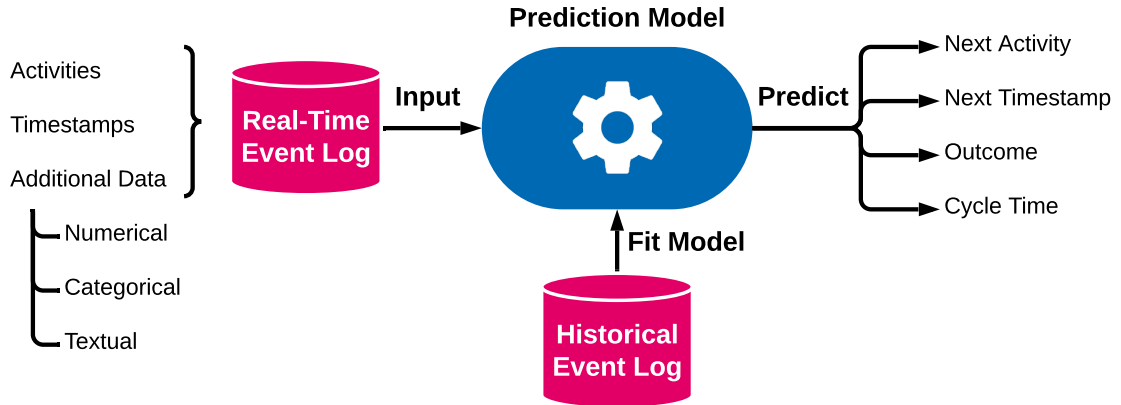 Prediction Model
Activities
Timestamps
Additional Data
Numerical
Categorical
Textual
Real-Time
Event Log
Input
Predict
Next Activity
Next Timestamp
Outcome
Cycle Time
Fit Model
Historical
Event Log